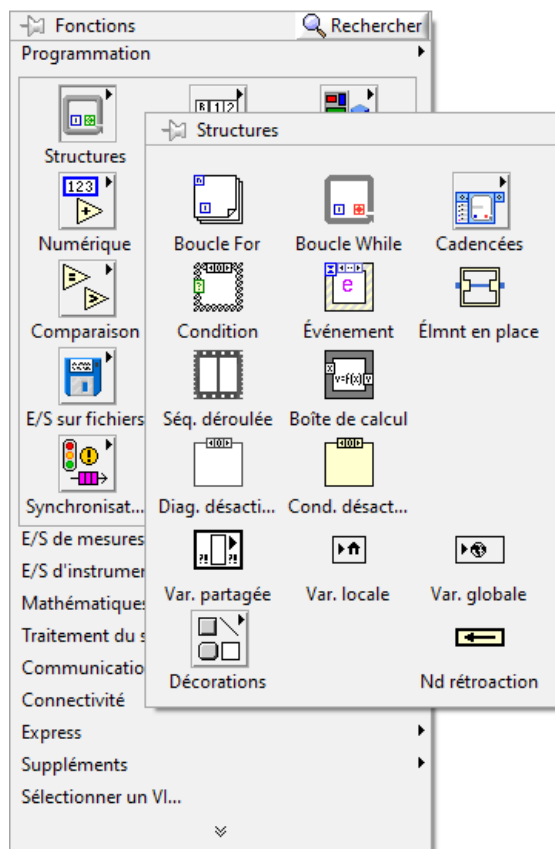 Fonctions
Rechercher
Programmation
Structures
Numérique
Comparaison
E/S sur fichiers
Synchronisat...
E/S de mesures
E/S d'instrumen
Mathématiques
Traitement du s
Communicatio
Connectivité
Express
Suppléments
Sélectionner un VI...
Structures
Boucle For
Boucle While
Cadencées
Condition
Événement
Élmnt en place
Séq. déroulée
Boîte de calcul
Diag. désacti...
Cond. désact...
Var. partagée
Var. locale
Var. globale
Décorations
Nd rétroaction